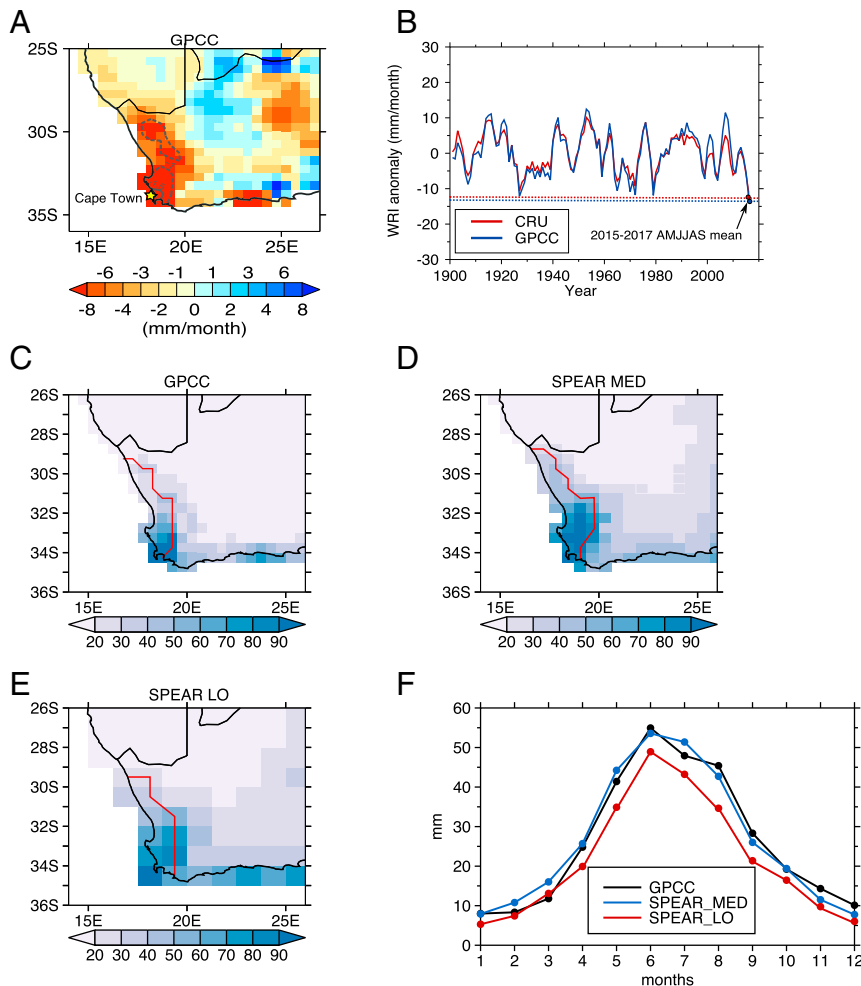 A
GPCC
25S
30S
35S
Cape Town
15E 20E 25E
-6 -3 -1 1 3 6
-8 -4 -2 0 2 4 8
(mm/month)
B
WRI anomaly (mm/month)
30
20
10
0
-10
-20
-30
CRU
GPCC
2015-2017 AMJJAS mean
1900 1920 1940 1960 1980 2000
Year
C
GPCC
26S
28S
30S
32S
34S
36S
15E 20E 25E
20 30 40 50 60 70 80 90
D
SPEAR MED
26S
28S
30S
32S
34S
36S
15E 20E 25E
20 30 40 50 60 70 80 90
E
SPEAR LO
26S
28S
30S
32S
34S
36S
15E 20E 25E
20 30 40 50 60 70 80 90
F
mm
60
50
40
30
20
10
0
GPCC
SPEAR_MED
SPEAR_LO
1 2 3 4 5 6 7 8 9 10 11 12
months